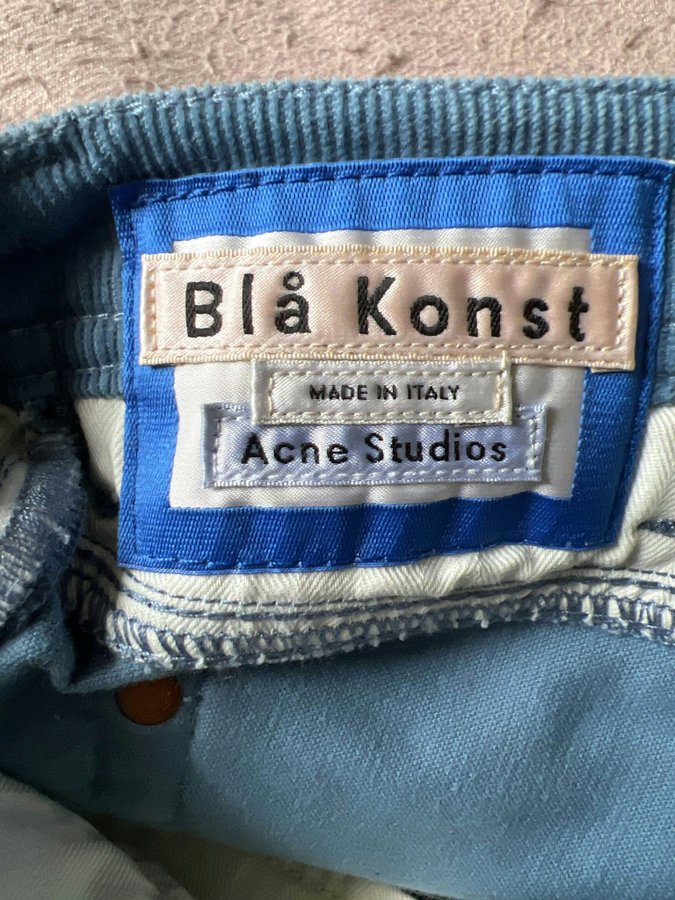 Blå Konst
MADE IN ITALY
Acne Studios